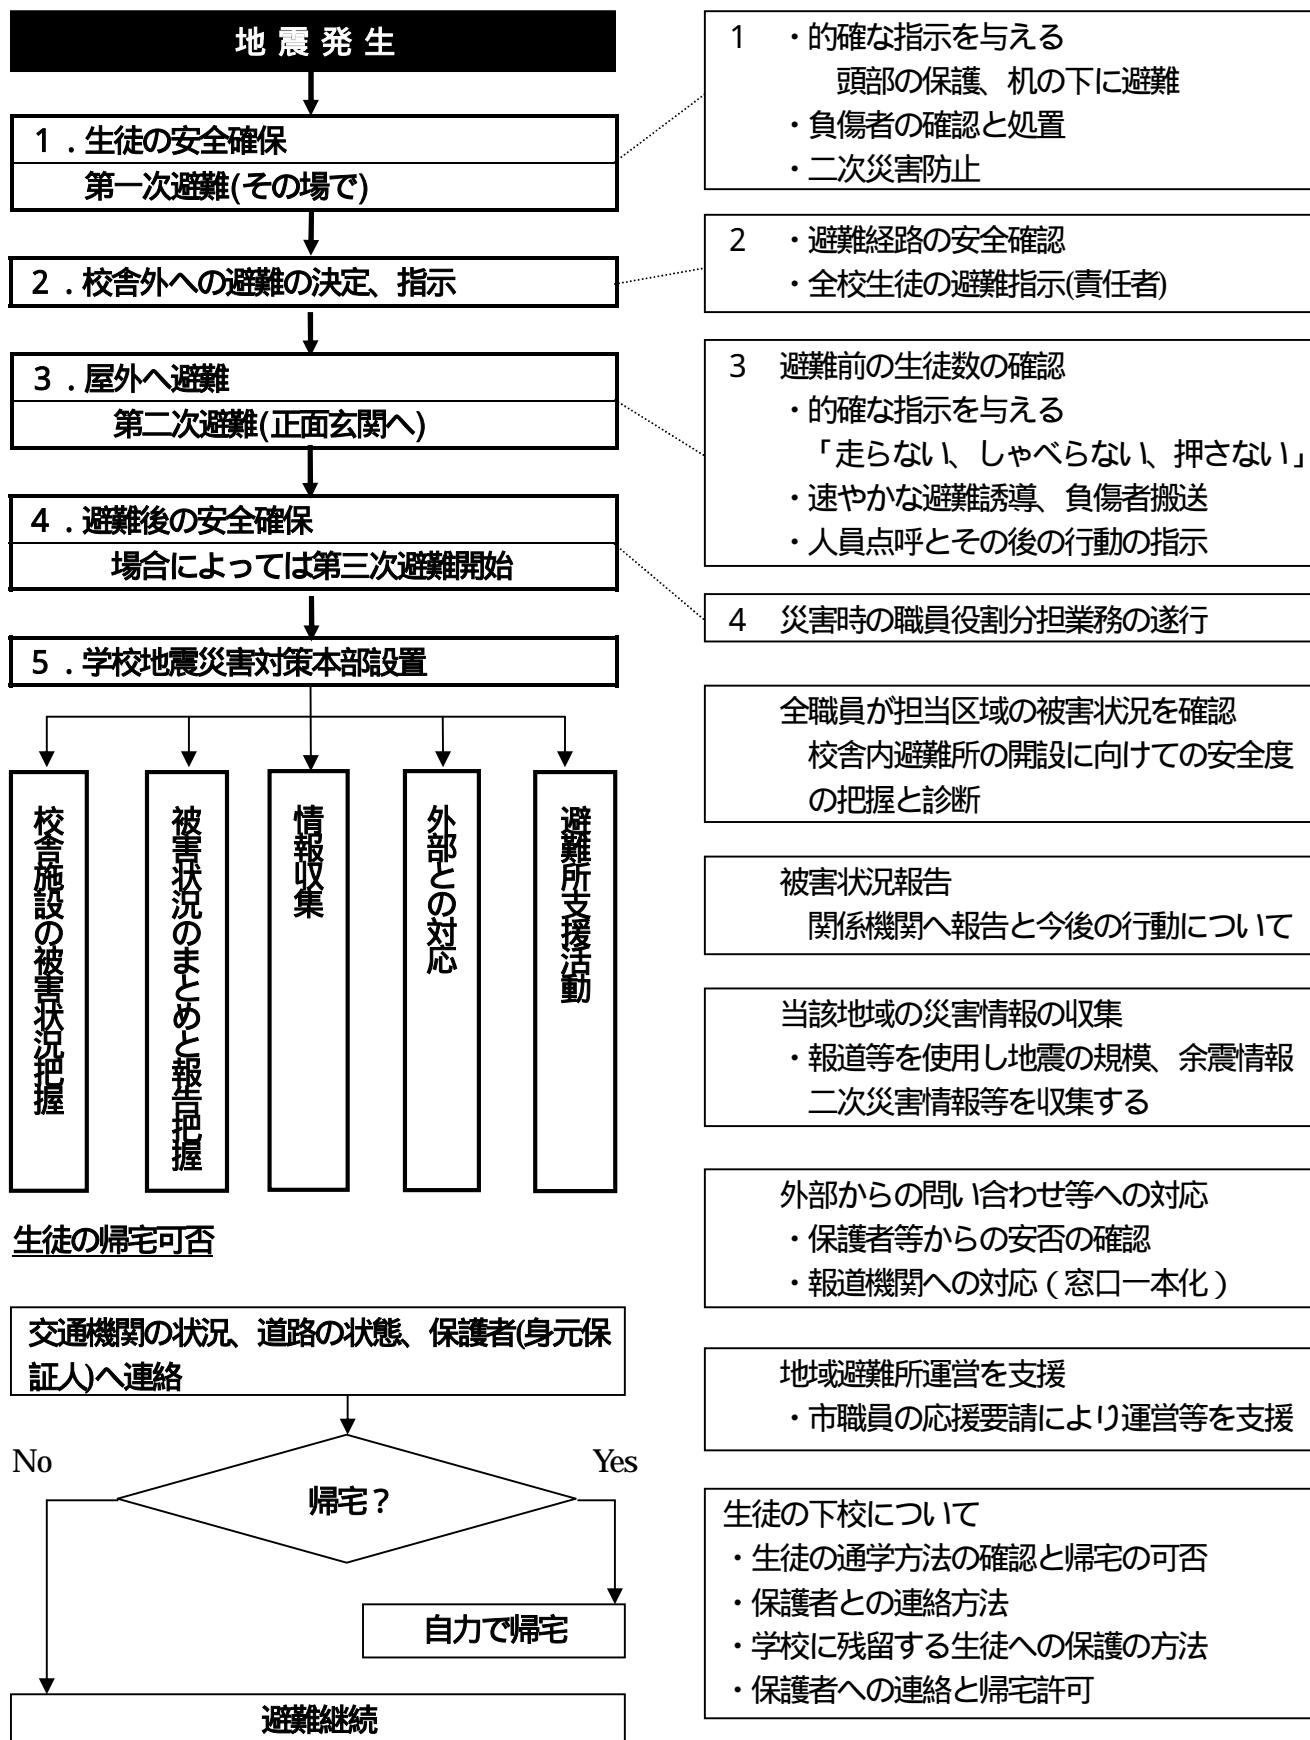 地 震 発 生
１．生徒の安全確保
第一次避難(その場で)
２．校舎外への避難の決定、指示
３．屋外へ避難
第二次避難(正面玄関へ)
４．避難後の安全確保
場合によっては第三次避難開始
５．学校地震災害対策本部設置
校舎施設の被害状況把握
被害状況のまとめと報告把握
情報収集
外部との対応
避難所支援活動
生徒の帰宅可否
交通機関の状況、道路の状態、保護者(身元保
証人)へ連絡
No
Yes
帰宅？
自力で帰宅
避難継続
1 ・的確な指示を与える
頭部の保護、机の下に避難
・負傷者の確認と処置
・二次災害防止
2 ・避難経路の安全確認
・全校生徒の避難指示(責任者)
3 避難前の生徒数の確認
・的確な指示を与える
「走らない、しゃべらない、押さない」
・速やかな避難誘導、負傷者搬送
・人員点呼とその後の行動の指示
4 災害時の職員役割分担業務の遂行
全職員が担当区域の被害状況を確認
校舎内避難所の開設に向けての安全度
の把握と診断
被害状況報告
関係機関へ報告と今後の行動について
当該地域の災害情報の収集
・報道等を使用し地震の規模、余震情報
二次災害情報等を収集する
外部からの問い合わせ等への対応
・保護者等からの安否の確認
・報道機関への対応（窓口一本化）
地域避難所運営を支援
・市職員の応援要請により運営等を支援
生徒の下校について
・生徒の通学方法の確認と帰宅の可否
・保護者との連絡方法
・学校に残留する生徒への保護の方法
・保護者への連絡と帰宅許可